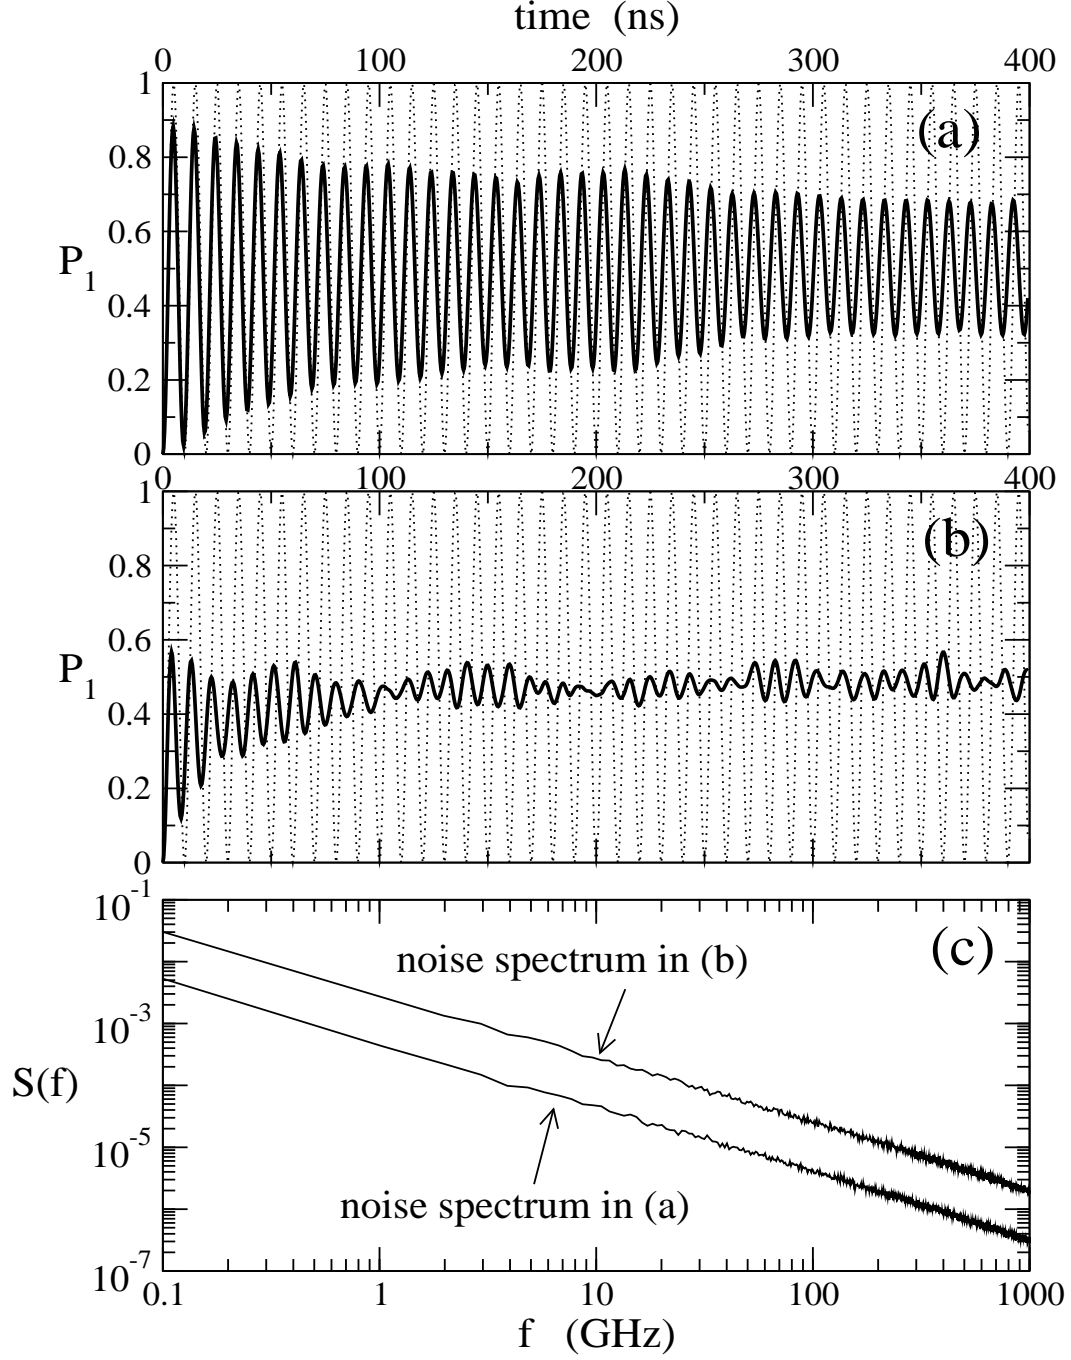 time (ns)
0 100 200 300 400
1
0.8
0.6
0.4
0.2
0
P1
(a)
0 100 200 300 400
1
0.8
0.6
0.4
0.2
0
P1
(b)
10^-1
10^-3
10^-5
10^-7
S(f)
(c)
noise spectrum in (b)
noise spectrum in (a)
0.1 1 10 100 1000
f (GHz)